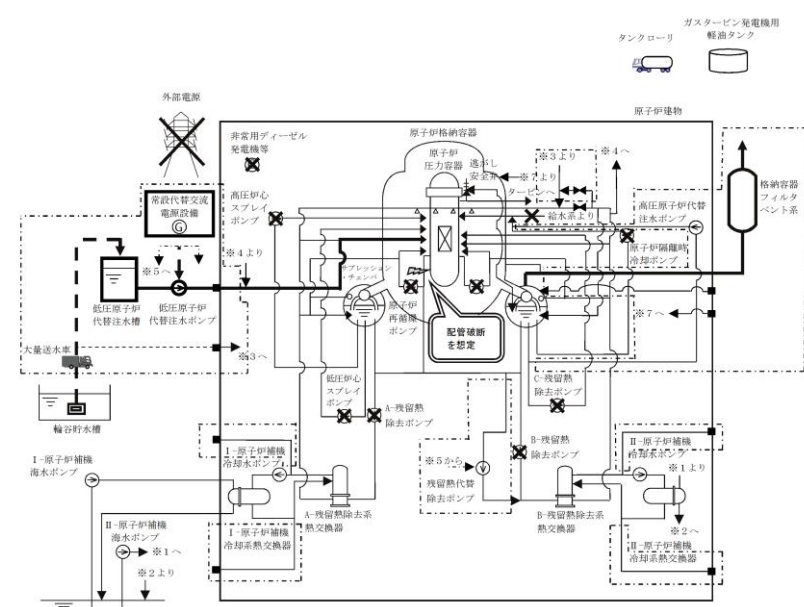 ガスタービン発電機用
軽油タンク
タンクローリ
外部電源
原子炉建物
非常用ディーゼル
発電機等
原子炉格納容器
原子炉
圧力容器
逃がし
安全弁
※7より
※3より
※4へ
タービンへ
給水系より
高圧炉心
スプレイ
ポンプ
高圧原子炉代替
注水ポンプ
原子炉隔離時
冷却ポンプ
格納容器
フィルタ
ベント系
常設代替交流
電源設備
G
※4より
※5へ
低圧原子炉
代替注水槽
低圧原子炉
代替注水ポンプ
サプレッション
・チェンバ
原子炉
再循環
ポンプ
配管破断
を想定
※7へ
大量送水車
※3へ
輪谷貯水槽
低圧炉心
スプレイ
ポンプ
A-残留熱
除去ポンプ
C-残留熱
除去ポンプ
B-残留熱
除去ポンプ
※5から
残留熱代替
除去ポンプ
I-原子炉補機
冷却水ポンプ
II-原子炉補機
冷却水ポンプ
I-原子炉補機
海水ポンプ
A-残留熱除去系
熱交換器
B-残留熱除去系
熱交換器
※1より
※2へ
I-原子炉補機
冷却系熱交換器
II-原子炉補機
冷却系熱交換器
II-原子炉補機
海水ポンプ
※1へ
※2より